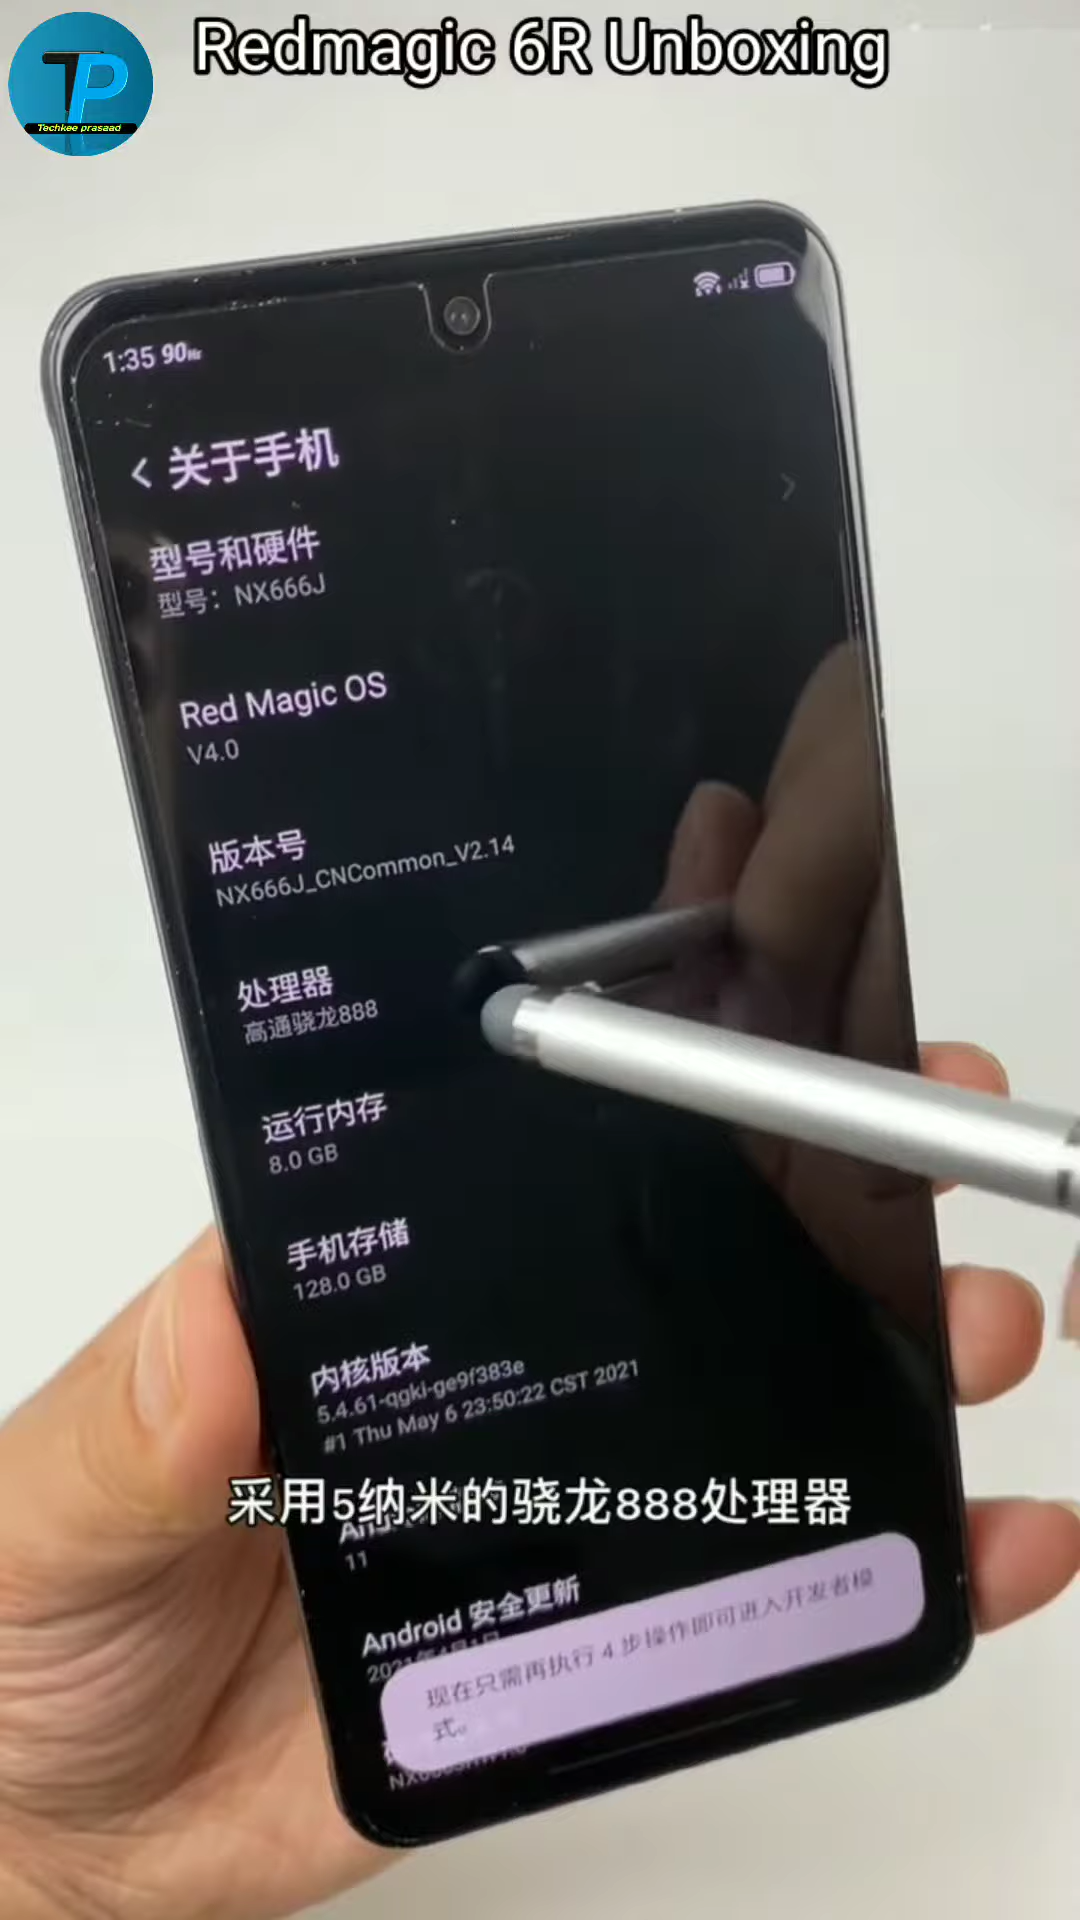 Redmagic 6R Unboxing
TP
Techkee prasaad
1:35 90Hz
关于手机
型号和硬件
型号：NX666J
Red Magic OS
V4.0
版本号
NX666J_CNCommon_V2.14
处理器
高通骁龙888
运行内存
8.0 GB
手机存储
128.0 GB
内核版本
5.4.61-qgki-ge9f383e
#1 Thu May 6 23:50:22 CST 2021
采用5纳米的骁龙888处理器
11
Android 安全更新
现在只需再执行 4 步操作即可进入开发者模
式。